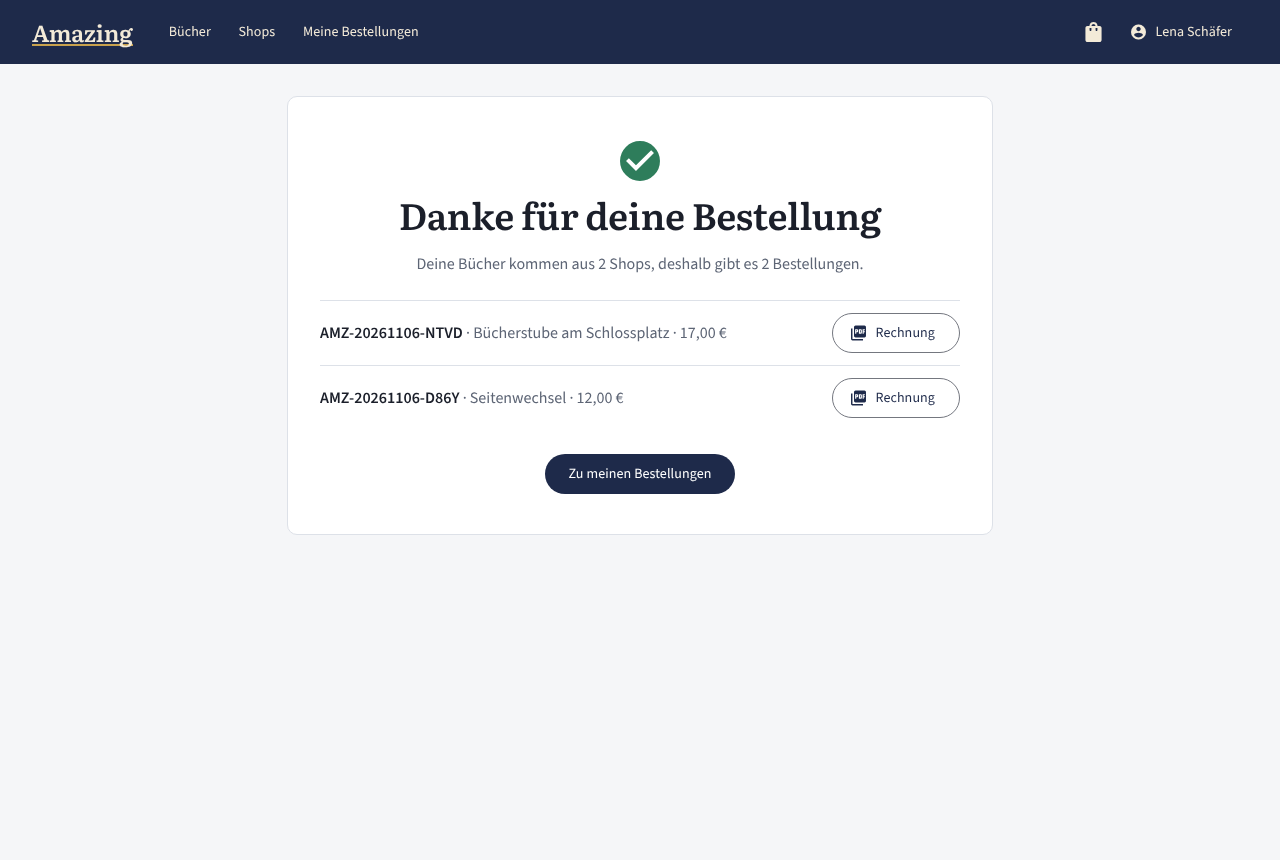 Amazing Bücher Shops Meine Bestellungen Lena Schäfer
Danke für deine Bestellung
Deine Bücher kommen aus 2 Shops, deshalb gibt es 2 Bestellungen.
AMZ-20261106-NTVD · Bücherstube am Schlossplatz · 17,00 € PDF Rechnung
AMZ-20261106-D86Y · Seitenwechsel · 12,00 € PDF Rechnung
Zu meinen Bestellungen